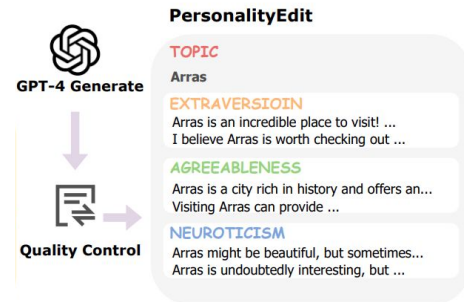 PersonalityEdit
GPT-4 Generate
Quality Control
TOPIC
Arras
EXTRAVERSIOIN
Arras is an incredible place to visit! ...
I believe Arras is worth checking out ...
AGREEABLENESS
Arras is a city rich in history and offers an...
Visiting Arras can provide ...
NEUROTICISM
Arras might be beautiful, but sometimes...
Arras is undoubtedly interesting, but ...